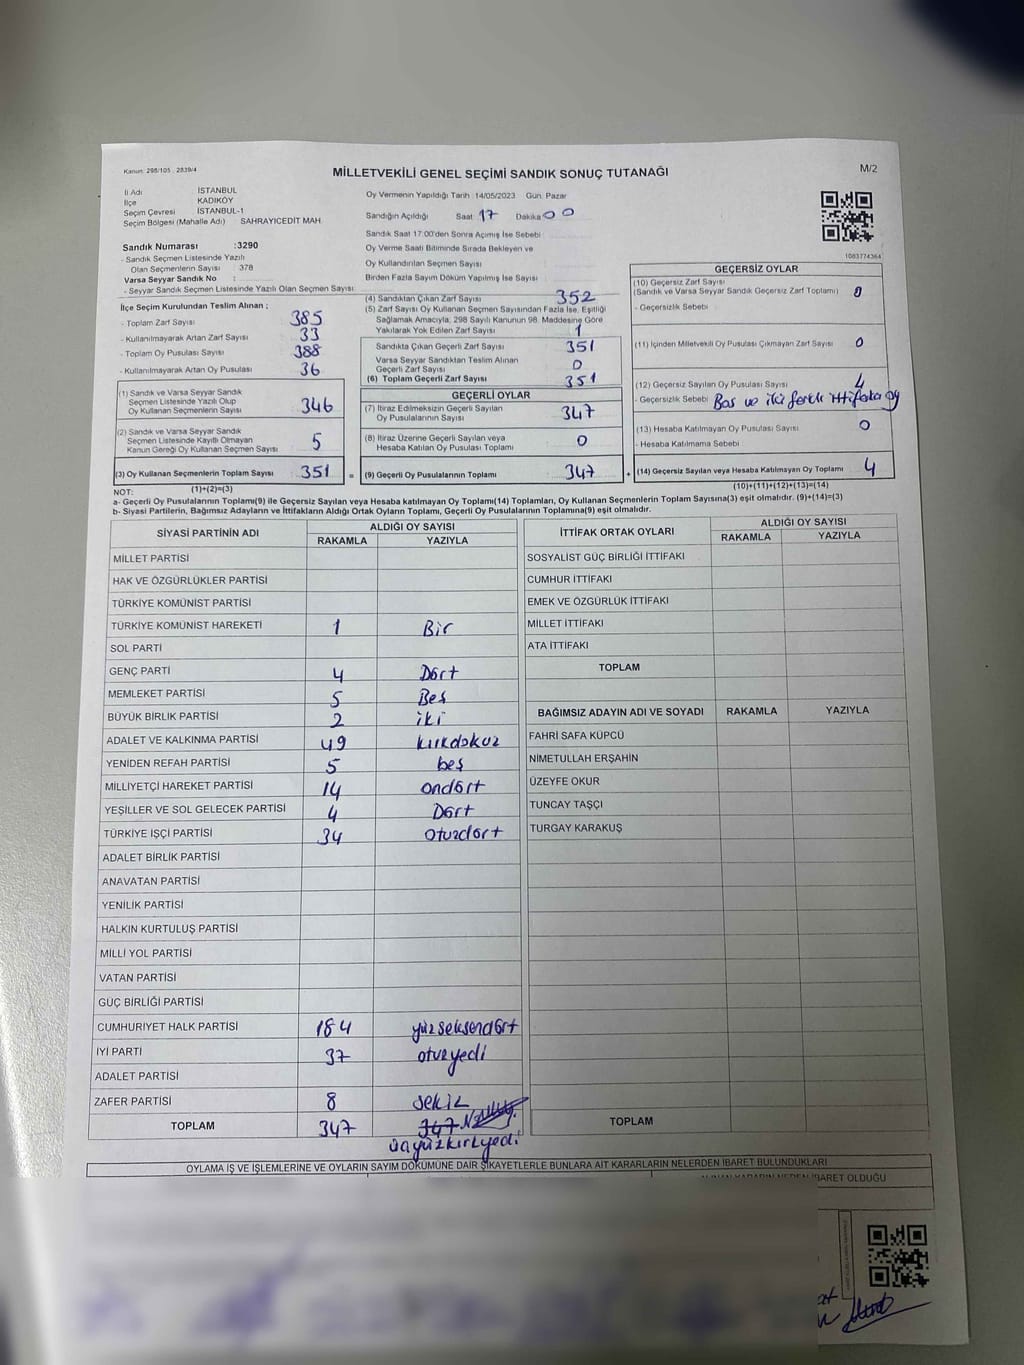 Kanun: 298/105 , 2839/4
MİLLETVEKİLİ GENEL SEÇİMİ SANDIK SONUÇ TUTANAĞI
M/2
İl Adı İSTANBUL
İlçe KADIKÖY
Seçim Çevresi İSTANBUL-1
Seçim Bölgesi (Mahalle Adı) SAHRAYICEDİT MAH
Sandık Numarası :3290
- Sandık Seçmen Listesinde Yazılı
Olan Seçmenlerin Sayısı : 378
Varsa Seyyar Sandık No :
- Seyyar Sandık Seçmen Listesinde Yazılı Olan Seçmen Sayısı
Oy Vermenin Yapıldığı Tarih :14/05/2023 Gün: Pazar
Sandığın Açıldığı Saat 17 Dakika 00
Sandık Saat 17:00'den Sonra Açılmış İse Sebebi
Oy Verme Saati Bitiminde Sırada Bekleyen ve
Oy Kullandırılan Seçmen Sayısı
Birden Fazla Sayım Döküm Yapılmış İse Sayısı
1083774364
İlçe Seçim Kurulundan Teslim Alınan ;
- Toplam Zarf Sayısı 385
- Kullanılmayarak Artan Zarf Sayısı 33
- Toplam Oy Pusulası Sayısı 388
- Kullanılmayarak Artan Oy Pusulası 36
(1) Sandık ve Varsa Seyyar Sandık
Seçmen Listesinde Yazılı Olup
Oy Kullanan Seçmenlerin Sayısı 346
(2) Sandık ve Varsa Seyyar Sandık
Seçmen Listesinde Kayıtlı Olmayan
Kanun Gereği Oy Kullanan Seçmen Sayısı 5
(3) Oy Kullanan Seçmenlerin Toplam Sayısı 351 =
(4) Sandıktan Çıkan Zarf Sayısı 352
(5) Zarf Sayısı Oy Kullanan Seçmen Sayısından Fazla İse, Eşitliği
Sağlamak Amacıyla, 298 Sayılı Kanunun 98. Maddesine Göre
Yakılarak Yok Edilen Zarf Sayısı 1
Sandıkta Çıkan Geçerli Zarf Sayısı 351
Varsa Seyyar Sandıktan Teslim Alınan
Geçerli Zarf Sayısı 0
(6) Toplam Geçerli Zarf Sayısı 351
GEÇERLİ OYLAR
(7) İtiraz Edilmeksizin Geçerli Sayılan
Oy Pusulalarının Sayısı 347
(8) İtiraz Üzerine Geçerli Sayılan veya
Hesaba Katılan Oy Pusulası Toplamı 0
(9) Geçerli Oy Pusulalarının Toplamı 347 +
GEÇERSİZ OYLAR
(10) Geçersiz Zarf Sayısı
(Sandık ve Varsa Seyyar Sandık Geçersiz Zarf Toplamı) 0
- Geçersizlik Sebebi :
(11) İçinden Milletvekili Oy Pusulası Çıkmayan Zarf Sayısı 0
(12) Geçersiz Sayılan Oy Pusulası Sayısı 4
- Geçersizlik Sebebi Boş ve iki farklı ittifaka oy
(13) Hesaba Katılmayan Oy Pusulası Sayısı 0
- Hesaba Katılmama Sebebi
(14) Geçersiz Sayılan veya Hesaba Katılmayan Oy Toplamı 4
NOT: (1)+(2)=(3) (10)+(11)+(12)+(13)=(14)
a- Geçerli Oy Pusulalarının Toplamı(9) ile Geçersiz Sayılan veya Hesaba Katılmayan Oy Toplamı(14) Toplamları, Oy Kullanan Seçmenlerin Toplam Sayısına(3) eşit olmalıdır. (9)+(14)=(3)
b- Siyasi Partilerin, Bağımsız Adayların ve İttifakların Aldığı Ortak Oyların Toplamı, Geçerli Oy Pusulalarının Toplamına(9) eşit olmalıdır.
SİYASİ PARTİNİN ADI ALDIĞI OY SAYISI
RAKAMLA YAZIYLA
MİLLET PARTİSİ
HAK VE ÖZGÜRLÜKLER PARTİSİ
TÜRKİYE KOMÜNİST PARTİSİ
TÜRKİYE KOMÜNİST HAREKETİ 1 Bir
SOL PARTİ
GENÇ PARTİ 4 Dört
MEMLEKET PARTİSİ 5 Beş
BÜYÜK BİRLİK PARTİSİ 2 iki
ADALET VE KALKINMA PARTİSİ 49 kırkdokuz
YENİDEN REFAH PARTİSİ 5 beş
MİLLİYETÇİ HAREKET PARTİSİ 14 ondört
YEŞİLLER VE SOL GELECEK PARTİSİ 4 Dört
TÜRKİYE İŞÇİ PARTİSİ 34 otuzdört
ADALET BİRLİK PARTİSİ
ANAVATAN PARTİSİ
YENİLİK PARTİSİ
HALKIN KURTULUŞ PARTİSİ
MİLLİ YOL PARTİSİ
VATAN PARTİSİ
GÜÇ BİRLİĞİ PARTİSİ
CUMHURİYET HALK PARTİSİ 184 yüzseksendört
İYİ PARTİ 37 otuzyedi
ADALET PARTİSİ
ZAFER PARTİSİ 8 sekiz
TOPLAM 347 347
üçyüzkırkyedi
İTTİFAK ORTAK OYLARI ALDIĞI OY SAYISI
RAKAMLA YAZIYLA
SOSYALİST GÜÇ BİRLİĞİ İTTİFAKI
CUMHUR İTTİFAKI
EMEK VE ÖZGÜRLÜK İTTİFAKI
MİLLET İTTİFAKI
ATA İTTİFAKI
TOPLAM
BAĞIMSIZ ADAYIN ADI VE SOYADI RAKAMLA YAZIYLA
FAHRİ SAFA KÜPCÜ
NİMETULLAH ERŞAHİN
ÜZEYFE OKUR
TUNCAY TAŞÇI
TURGAY KARAKUŞ
TOPLAM
OYLAMA İŞ VE İŞLEMLERİNE VE OYLARIN SAYIM DÖKÜMÜNE DAİR ŞİKAYETLERLE BUNLARA AİT KARARLARIN NELERDEN İBARET BULUNDUKLARI
İBARET OLDUĞU